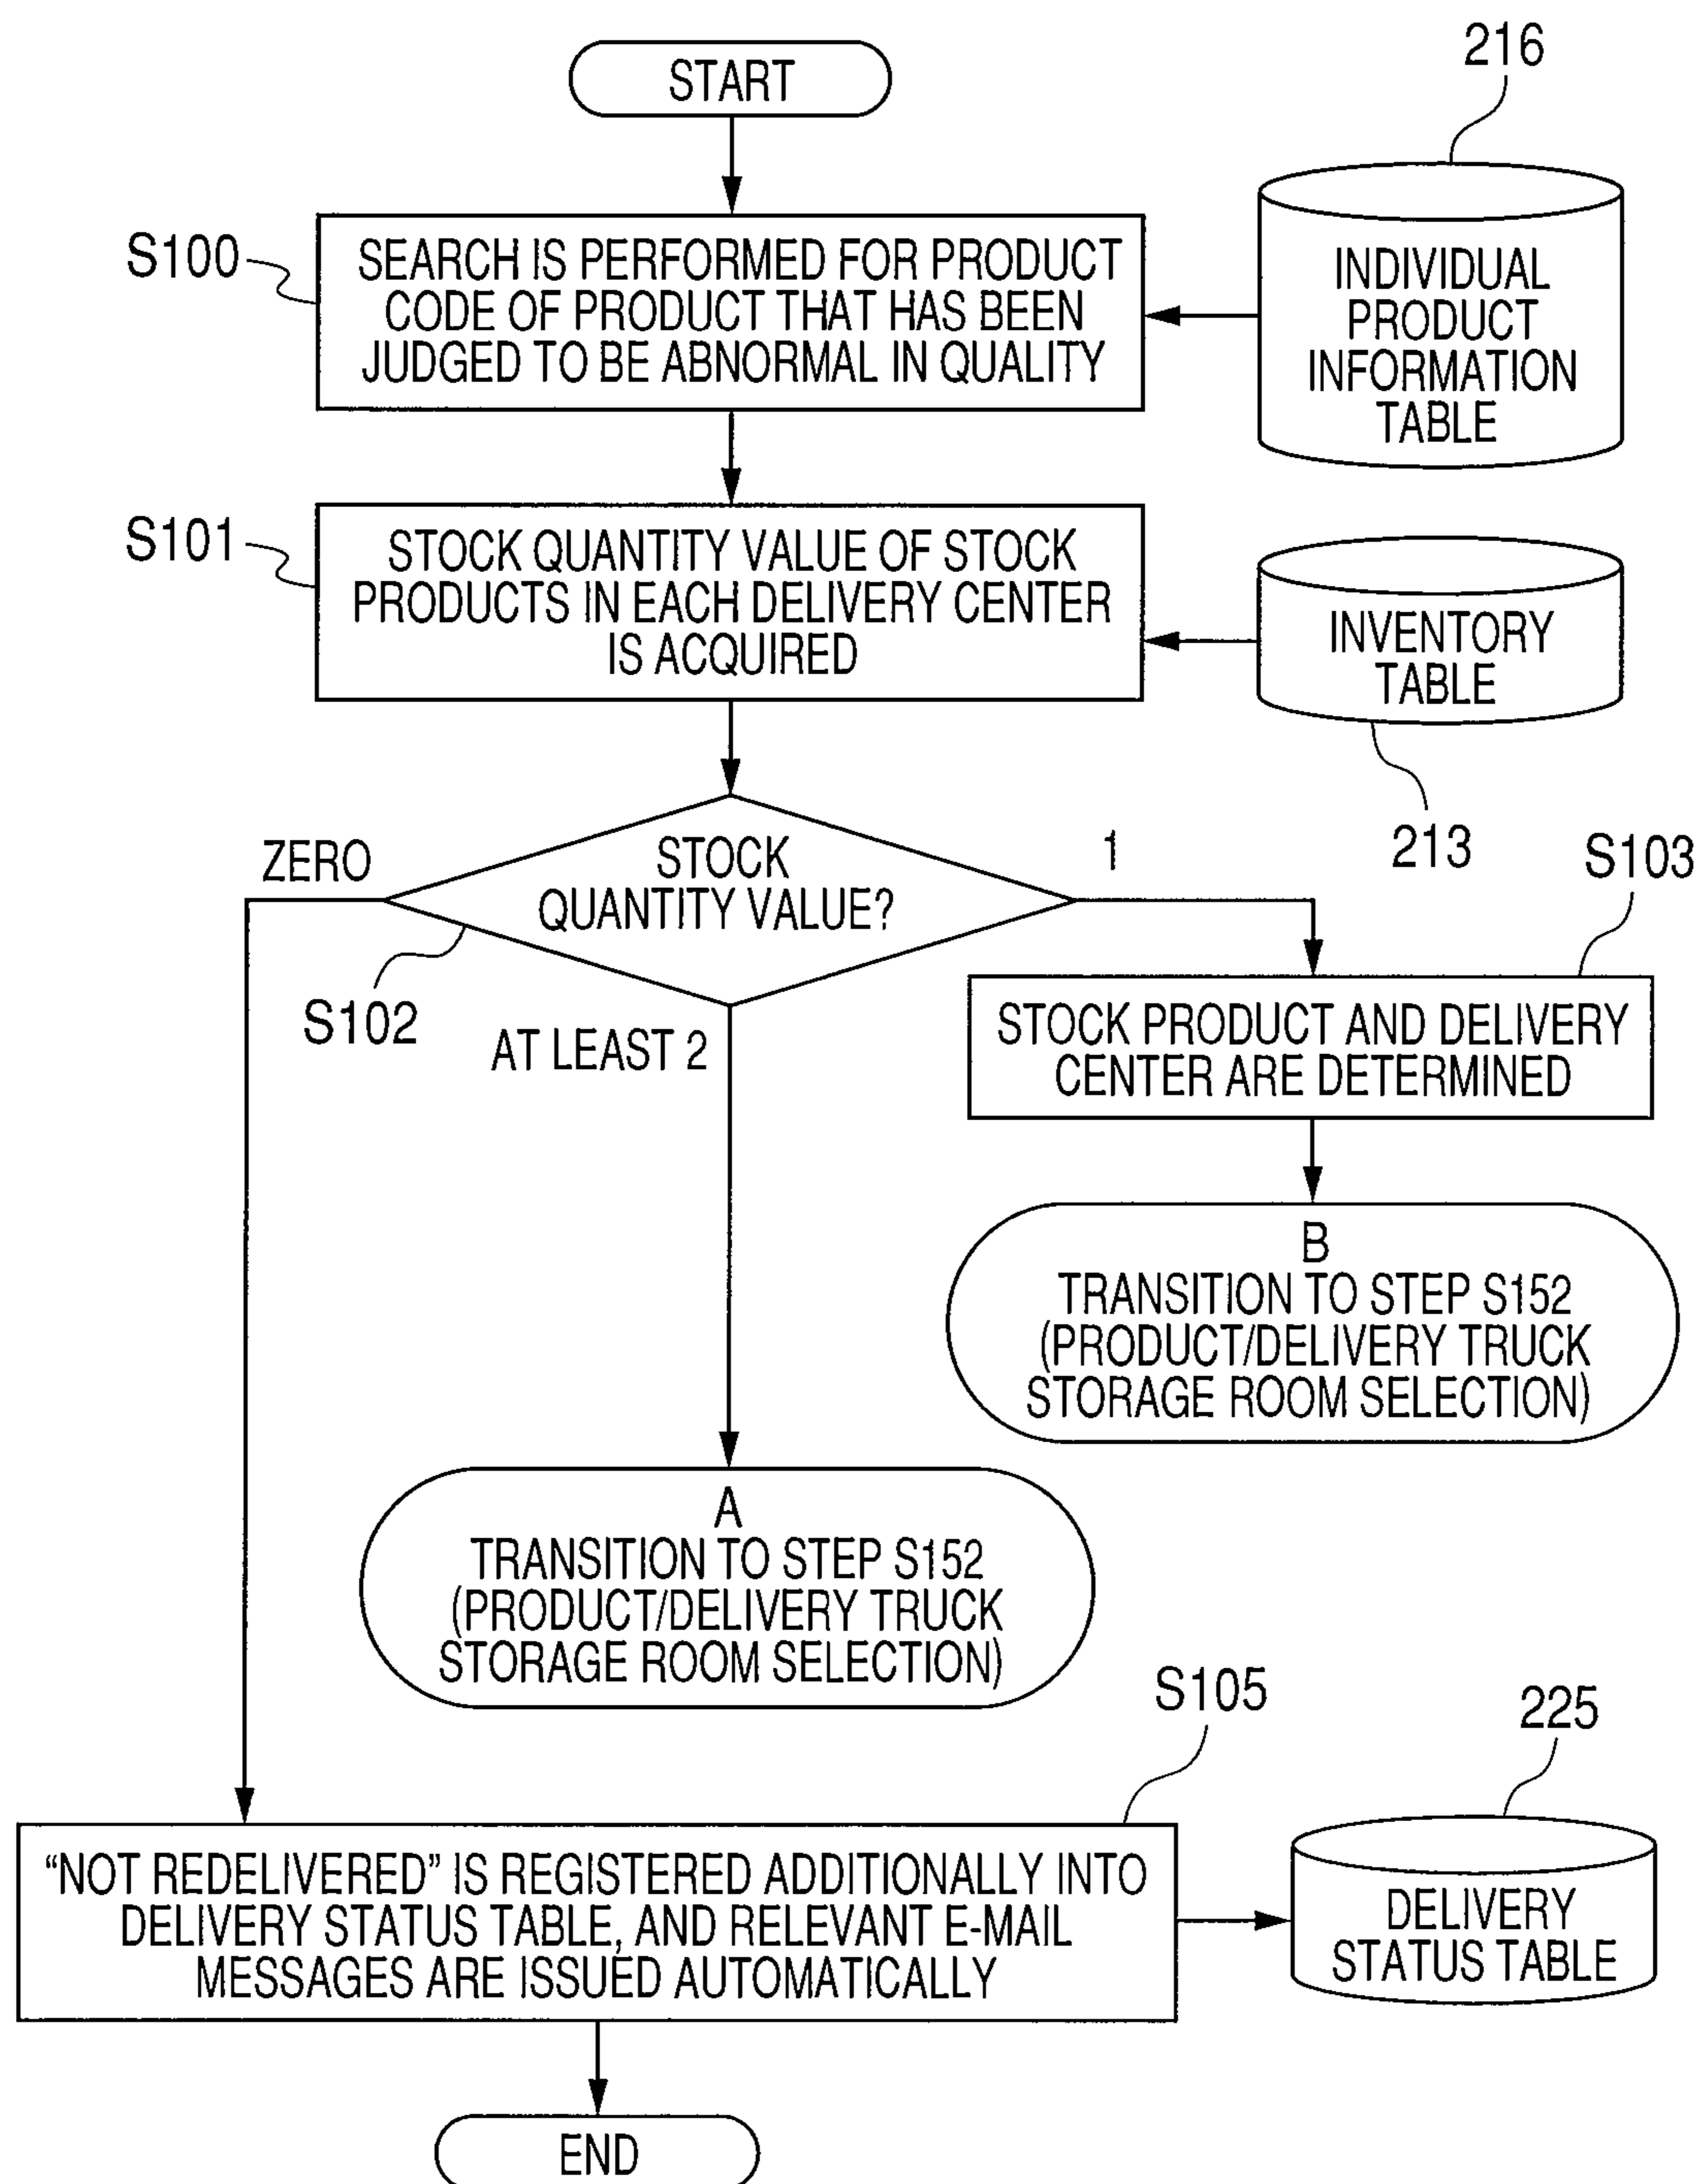 START
216
S100
SEARCH IS PERFORMED FOR PRODUCT
CODE OF PRODUCT THAT HAS BEEN
JUDGED TO BE ABNORMAL IN QUALITY
INDIVIDUAL
PRODUCT
INFORMATION
TABLE
S101
STOCK QUANTITY VALUE OF STOCK
PRODUCTS IN EACH DELIVERY CENTER
IS ACQUIRED
INVENTORY
TABLE
213
ZERO
STOCK
QUANTITY VALUE?
1
S103
S102
AT LEAST 2
STOCK PRODUCT AND DELIVERY
CENTER ARE DETERMINED
B
TRANSITION TO STEP S152
(PRODUCT/DELIVERY TRUCK
STORAGE ROOM SELECTION)
A
TRANSITION TO STEP S152
(PRODUCT/DELIVERY TRUCK
STORAGE ROOM SELECTION)
S105
225
“NOT REDELIVERED” IS REGISTERED ADDITIONALLY INTO
DELIVERY STATUS TABLE, AND RELEVANT E-MAIL
MESSAGES ARE ISSUED AUTOMATICALLY
DELIVERY
STATUS TABLE
END